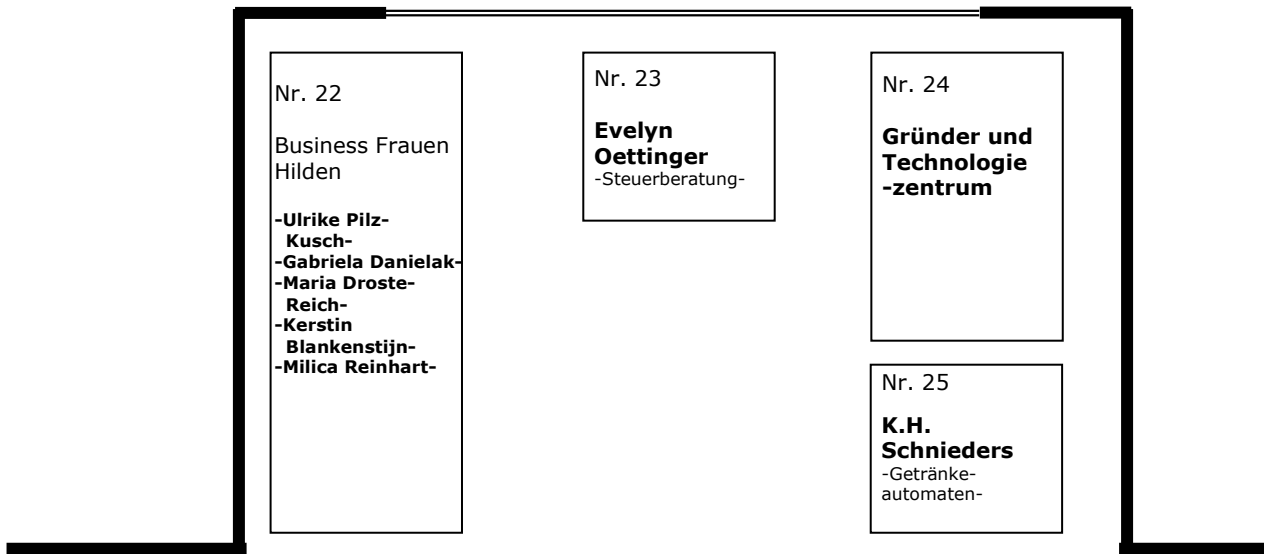 Nr. 22
Business Frauen
Hilden
-Ulrike Pilz-
Kusch-
-Gabriela Danielak-
-Maria Droste-
Reich-
-Kerstin
Blankenstijn-
-Milica Reinhart-
Nr. 23
Evelyn
Oettinger
-Steuerberatung-
Nr. 24
Gründer und
Technologie
-zentrum
Nr. 25
K.H.
Schnieders
-Getränke-
automaten-